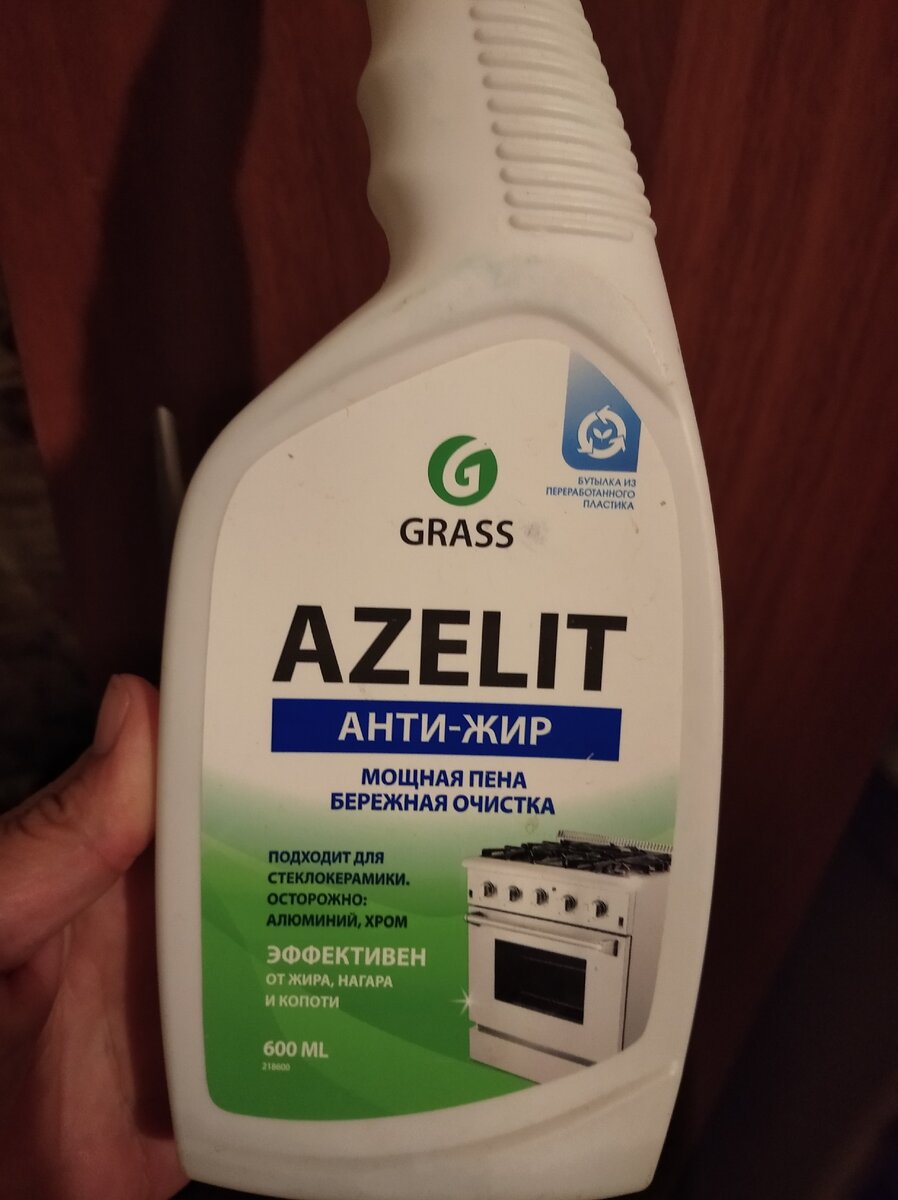 БУТЫЛКА ИЗ
ПЕРЕРАБОТАННОГО
ПЛАСТИКА
GRASS
AZELIT
АНТИ-ЖИР
МОЩНАЯ ПЕНА
БЕРЕЖНАЯ ОЧИСТКА
ПОДХОДИТ ДЛЯ
СТЕКЛОКЕРАМИКИ.
ОСТОРОЖНО:
АЛЮМИНИЙ, ХРОМ
ЭФФЕКТИВЕН
ОТ ЖИРА, НАГАРА
И КОПОТИ
600 ML
218600